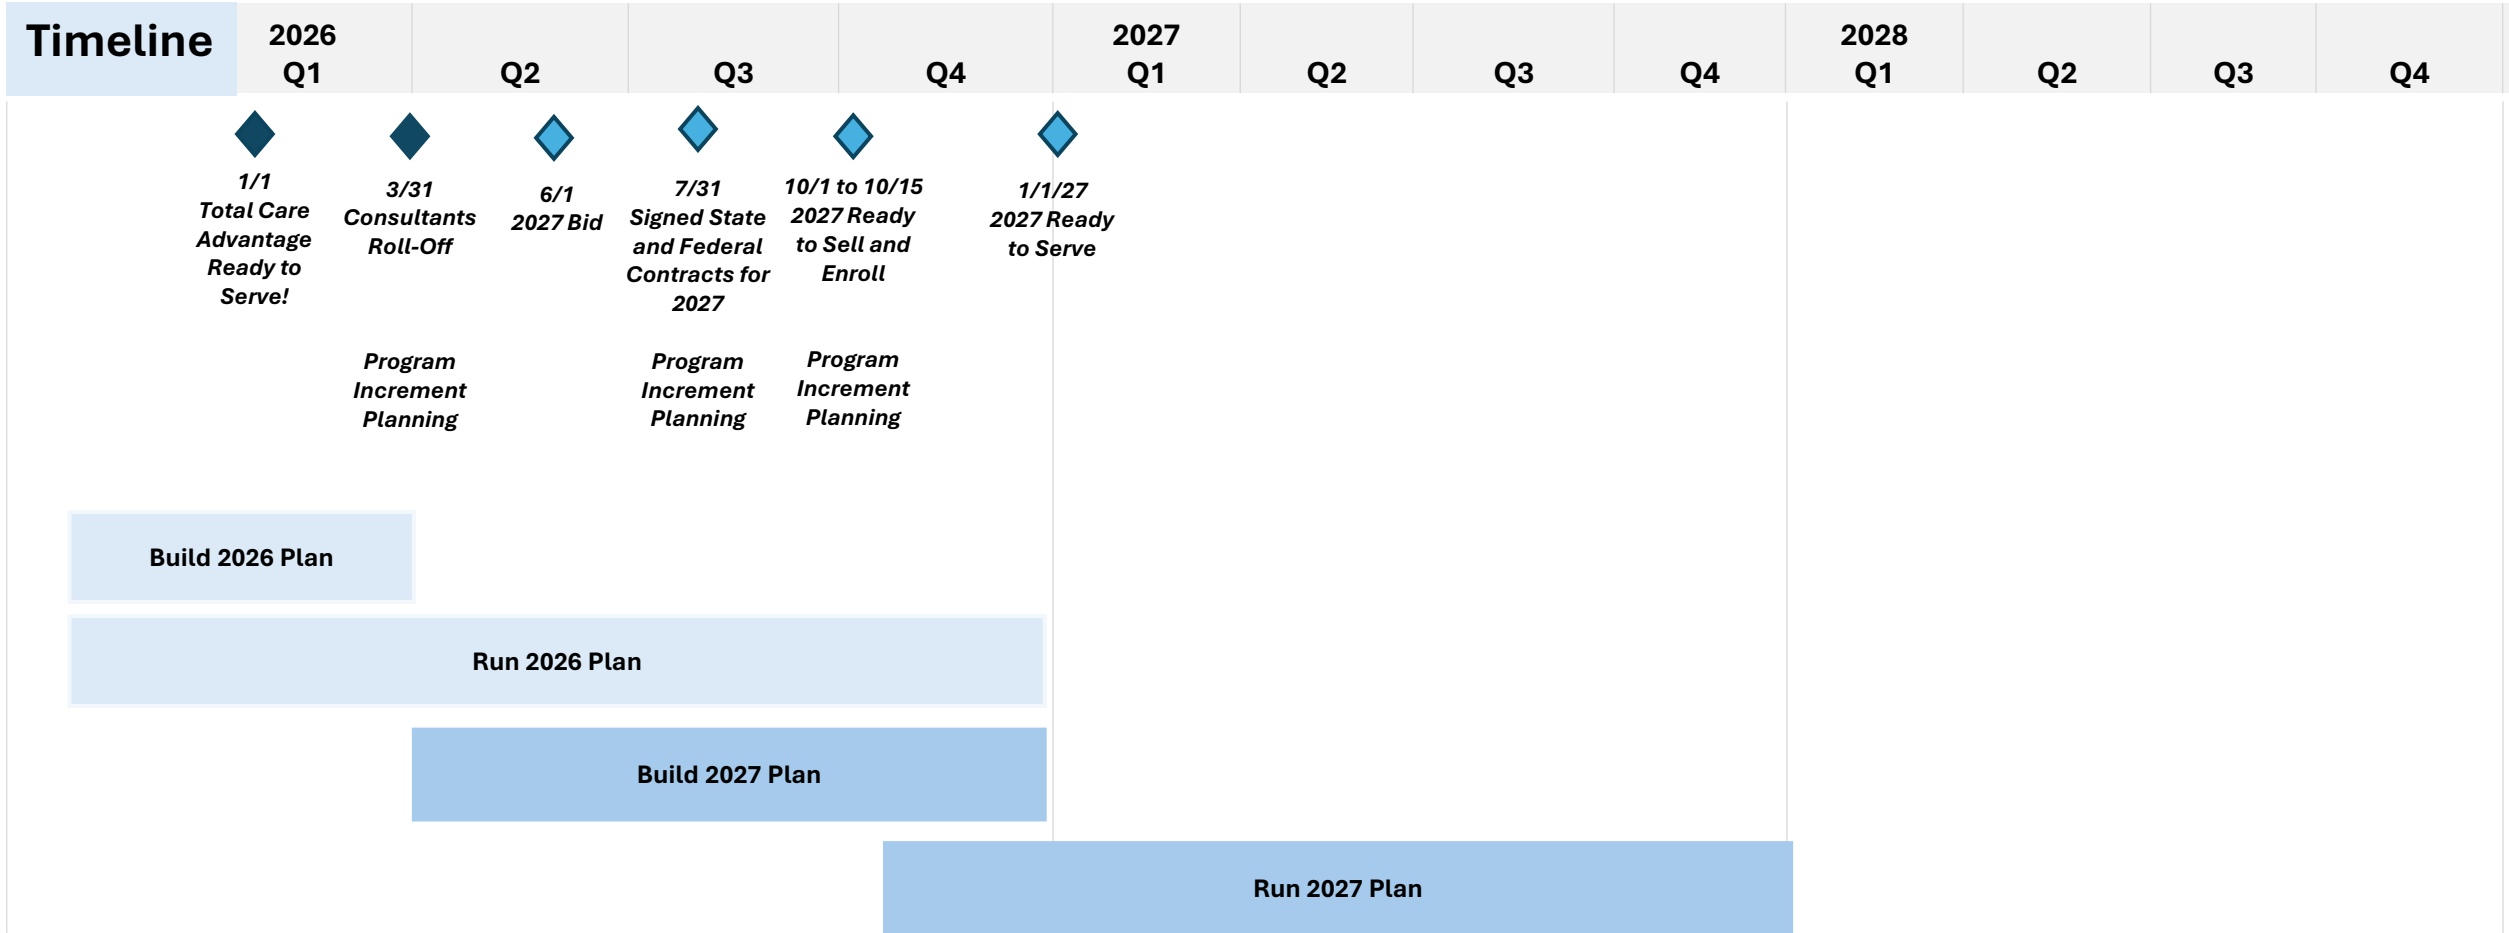 Timeline
2026
Q1
Q2
Q3
Q4
2027
Q1
Q2
Q3
Q4
2028
Q1
Q2
Q3
Q4
1/1
Total Care
Advantage
Ready to
Serve!
3/31
Consultants
Roll-Off
6/1
2027 Bid
7/31
Signed State
and Federal
Contracts for
2027
10/1 to 10/15
2027 Ready
to Sell and
Enroll
1/1/27
2027 Ready
to Serve
Program
Increment
Planning
Program
Increment
Planning
Program
Increment
Planning
Build 2026 Plan
Run 2026 Plan
Build 2027 Plan
Run 2027 Plan